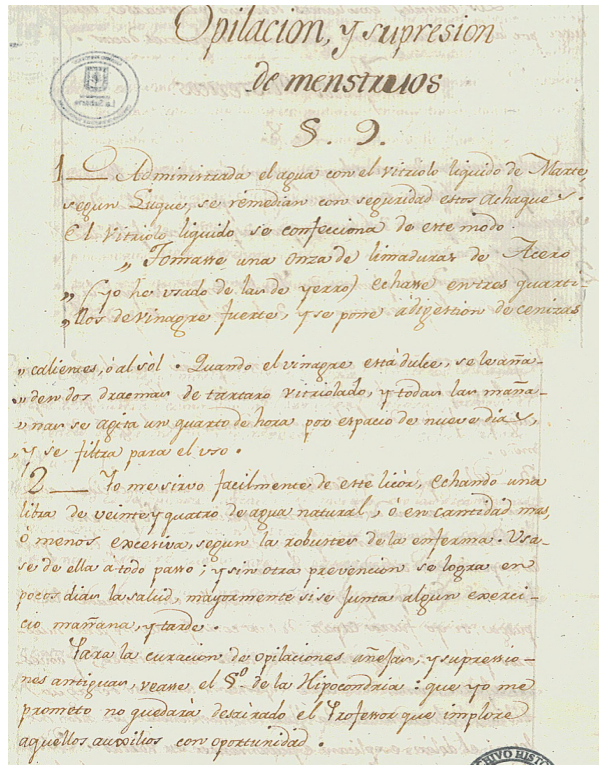 Opilacion, y supresion
de menstruos
§. 9.
1 — Administrada el agua con el vitriolo liquido de Marte,
segun Luque, se remedian con seguridad estos achaques.
El vitriolo liquido se confecciona de este modo.
„ Tomasse una onza de limaduras de Acero
„ (yo he usado de las de yerro) echasse en tres quarti-
„ llos de vinagre fuerte, y se pone à digestion de cenizas
„ calientes, ò al sòl. Quando el vinagre està dulce, se le aña-
„ den dos dracmas de tartaro vitriolado, y todas las maña-
„ nas se agita un quarto de hora por espacio de nueve dias,
„ y se filtra para el uso.
2 — Yo me sirvo facilmente de este licòr, echando una
libra de veinte y quatro de agua natural, ò en cantidad mas,
ò menos excesiva, segun la robustez de la enferma. Usa-
se de ella à todo pasto; y sin otra prevencion se logra en
pocos dias la salud, mayormente si se junta algun exerci-
cio mañana, y tarde.
Para la curacion de opilaciones añejas, y supressio-
nes antiguas, vease el §º. de la Hipocondria: que yo me
prometo no quedarà desairado el Professor que implore
aquellos auxilios con oportunidad.